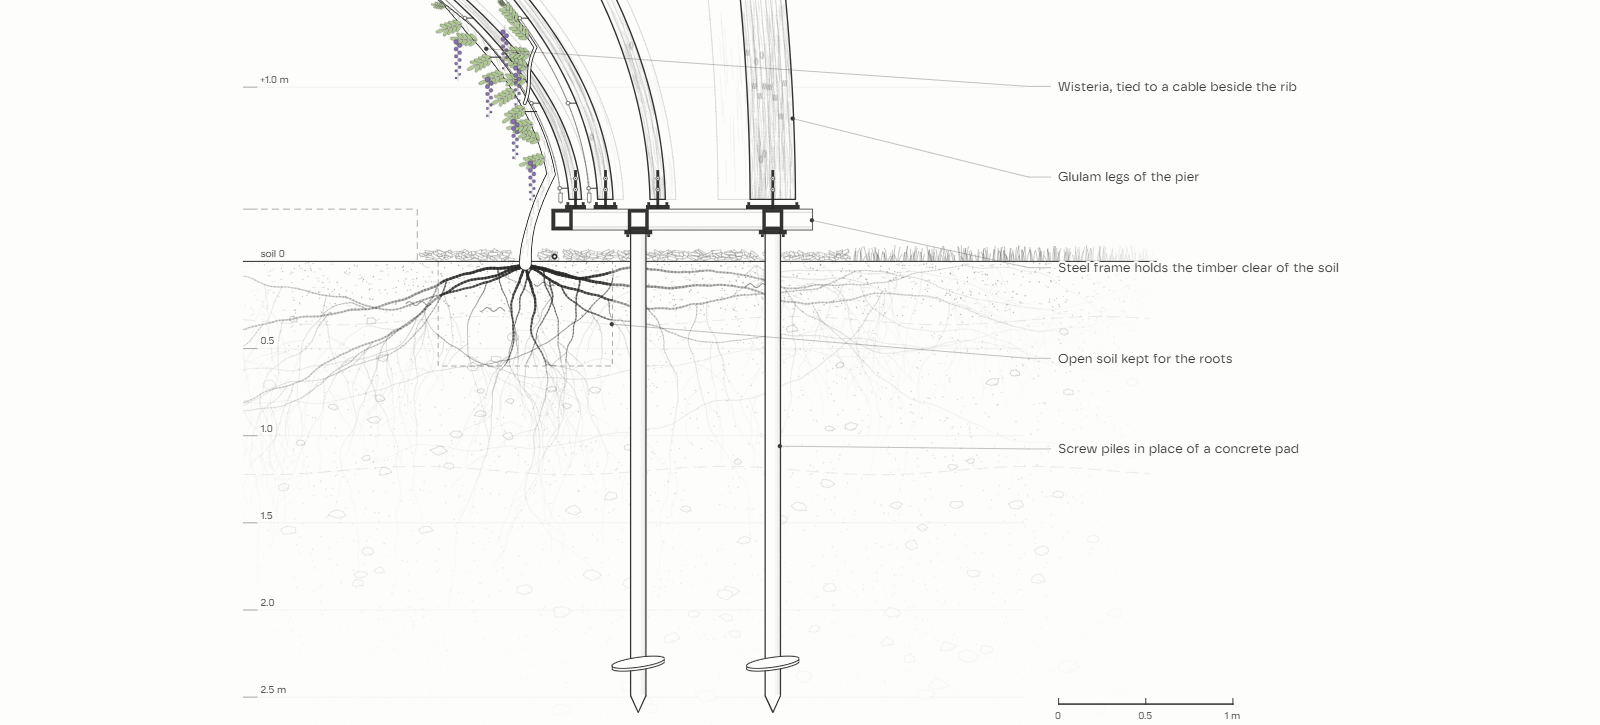 +1.0 m
Wisteria, tied to a cable beside the rib
Glulam legs of the pier
soil 0
Steel frame holds the timber clear of the soil
0.5
Open soil kept for the roots
1.0
Screw piles in place of a concrete pad
1.5
2.0
2.5 m
0 0.5 1 m